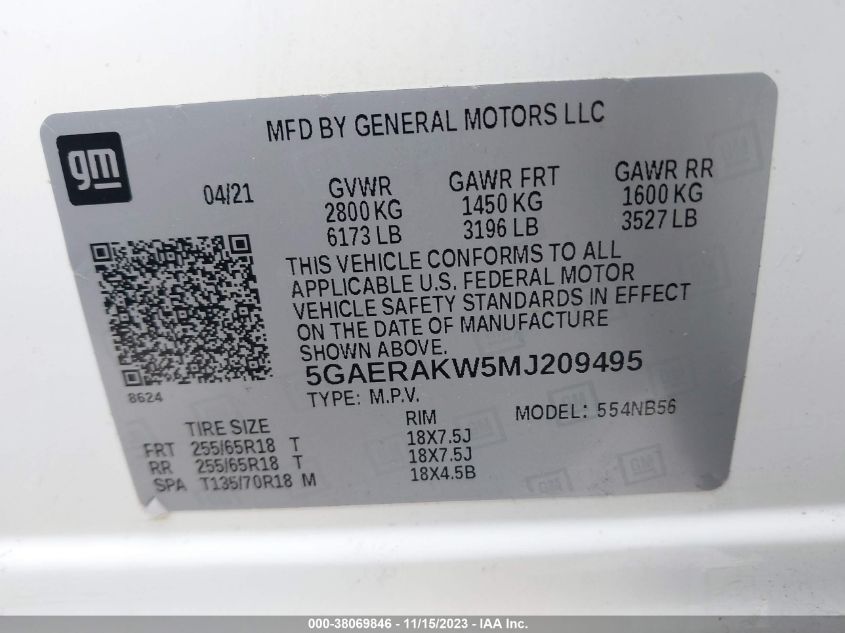 MFD BY GENERAL MOTORS LLC
gm
04/21
GVWR
2800 KG
6173 LB
GAWR FRT
1450 KG
3196 LB
GAWR RR
1600 KG
3527 LB
THIS VEHICLE CONFORMS TO ALL
APPLICABLE U.S. FEDERAL MOTOR
VEHICLE SAFETY STANDARDS IN EFFECT
ON THE DATE OF MANUFACTURE
SHOWN ABOVE.
5GAERAKW5MJ209495
8624
TYPE: M.P.V.
MODEL: 554NB56
TIRE SIZE RIM
FRT 255/65R18 T 18X7.5J
RR 255/65R18 T 18X7.5J
SPA T135/70R18 M 18X4.5B
000-38069846 - 11/15/2023 - IAA Inc.